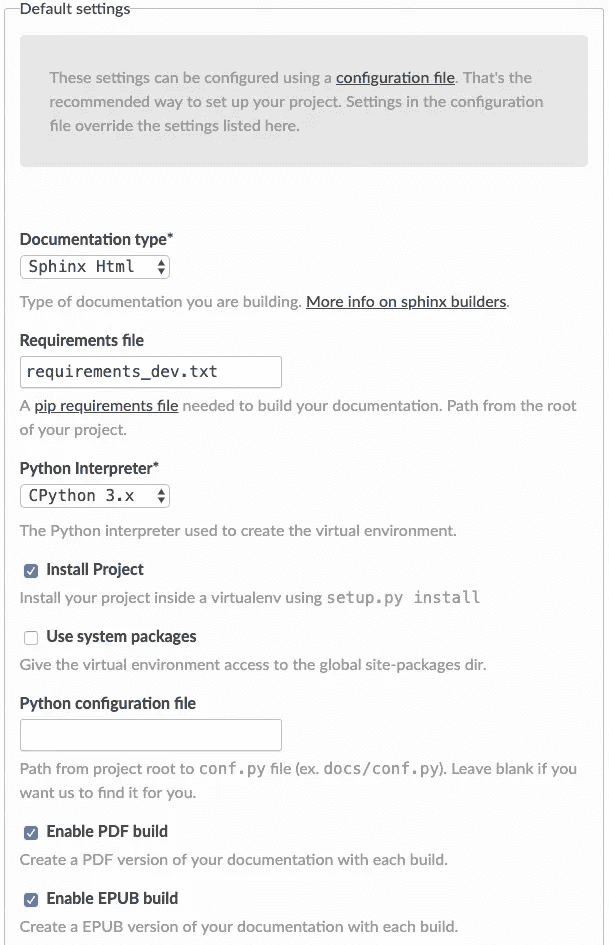 Default settings
These settings can be configured using a configuration file. That's the
recommended way to set up your project. Settings in the configuration
file override the settings listed here.
Documentation type*
Sphinx Html
Type of documentation you are building. More info on sphinx builders.
Requirements file
requirements_dev.txt
A pip requirements file needed to build your documentation. Path from the root
of your project.
Python Interpreter*
CPython 3.x
The Python interpreter used to create the virtual environment.
Install Project
Install your project inside a virtualenv using setup.py install
Use system packages
Give the virtual environment access to the global site-packages dir.
Python configuration file
Path from project root to conf.py file (ex. docs/conf.py). Leave blank if you
want us to find it for you.
Enable PDF build
Create a PDF version of your documentation with each build.
Enable EPUB build
Create a EPUB version of your documentation with each build.